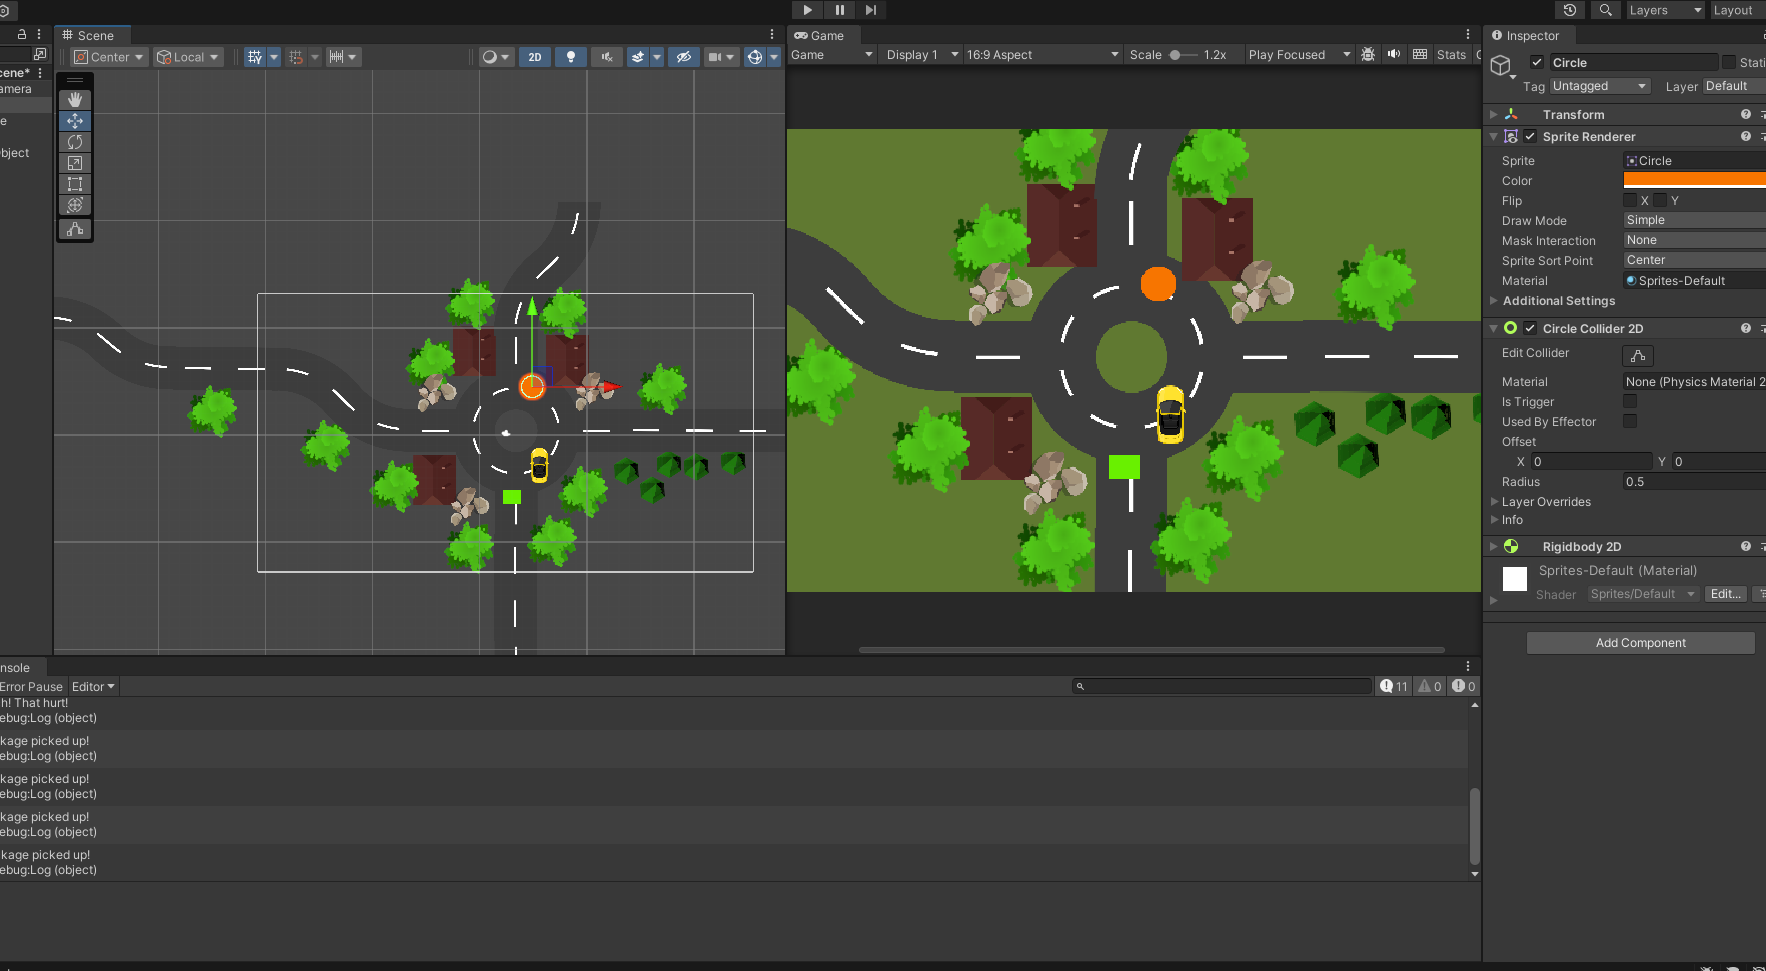 Layers
Layout
Scene
Game
Inspector
Center
Local
2D
Game
Display 1
16:9 Aspect
Scale
1.2x
Play Focused
Stats
Circle
Tag Untagged
Layer Default
Transform
Sprite Renderer
Sprite
Circle
Color
Flip
X
Y
Draw Mode
Simple
Mask Interaction
None
Sprite Sort Point
Center
Material
Sprites-Default
Additional Settings
Circle Collider 2D
Edit Collider
Material
None (Physics Material 2
Is Trigger
Used By Effector
Offset
X 0
Y 0
Radius
0.5
Layer Overrides
Info
Rigidbody 2D
Sprites-Default (Material)
Shader
Sprites/Default
Edit...
Add Component
cene*
amera
e
bject
nsole
Error Pause
Editor
11
0
0
h! That hurt!
ebug:Log (object)
kage picked up!
ebug:Log (object)
kage picked up!
ebug:Log (object)
kage picked up!
ebug:Log (object)
kage picked up!
ebug:Log (object)